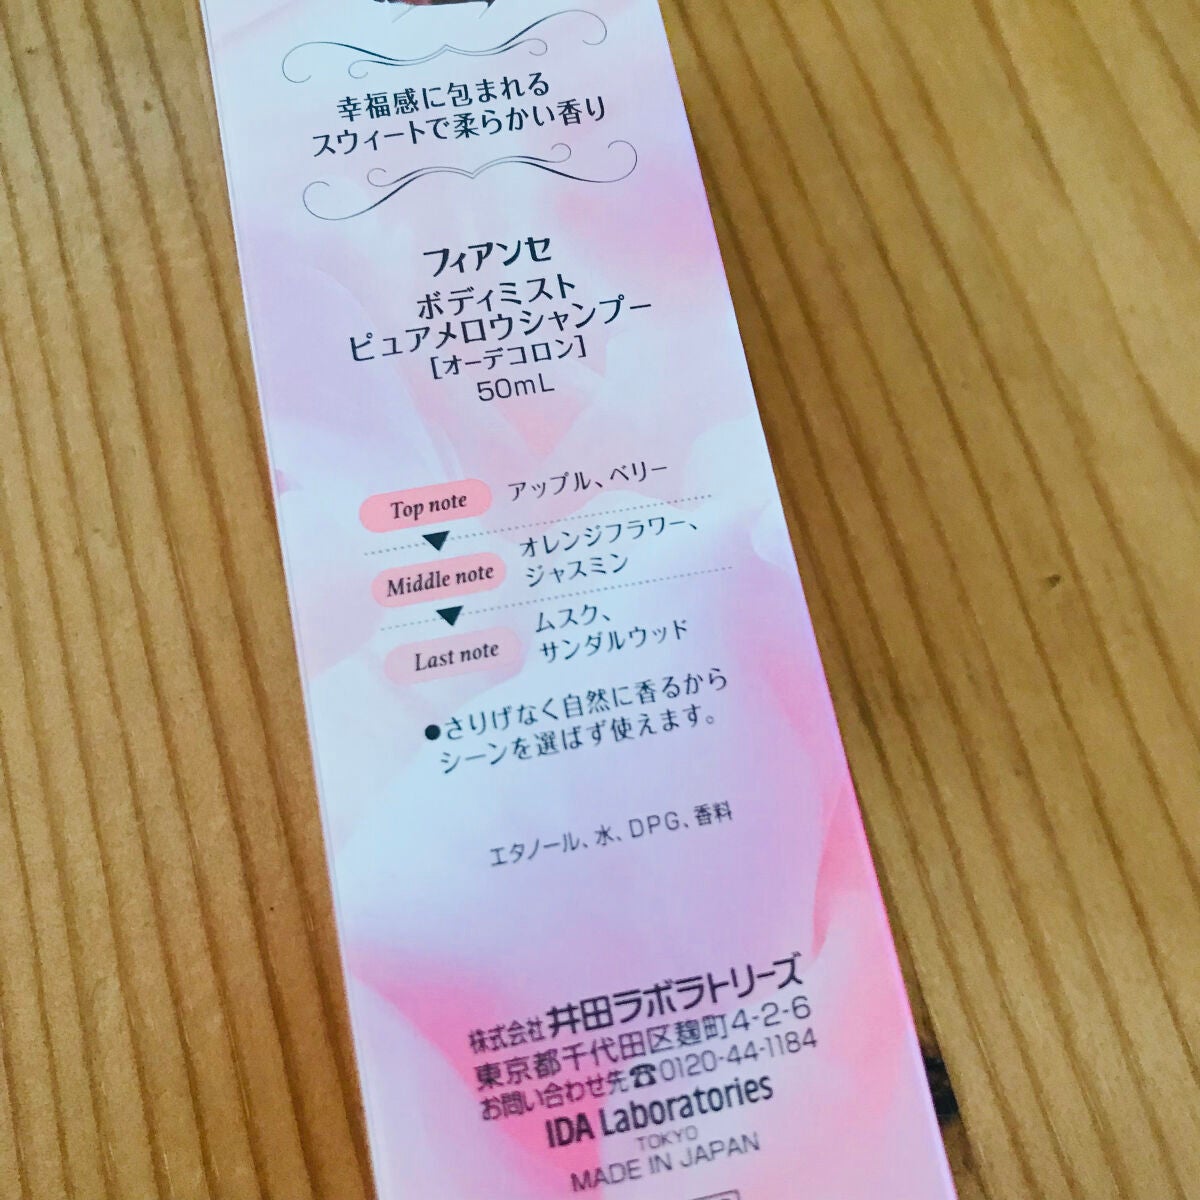 幸福感に包まれる
スウィートで柔らかい香り
フィアンセ
ボディミスト
ピュアメロウシャンプー
[オーデコロン]
50mL
Top note アップル、ベリー
Middle note オレンジフラワー、
ジャスミン
Last note ムスク、
サンダルウッド
●さりげなく自然に香るから
シーンを選ばず使えます。
エタノール、水、DPG、香料
株式会社 井田ラボラトリーズ
東京都千代田区麹町4-2-6
お問い合わせ先☎0120-44-1184
IDA Laboratories
TOKYO
MADE IN JAPAN